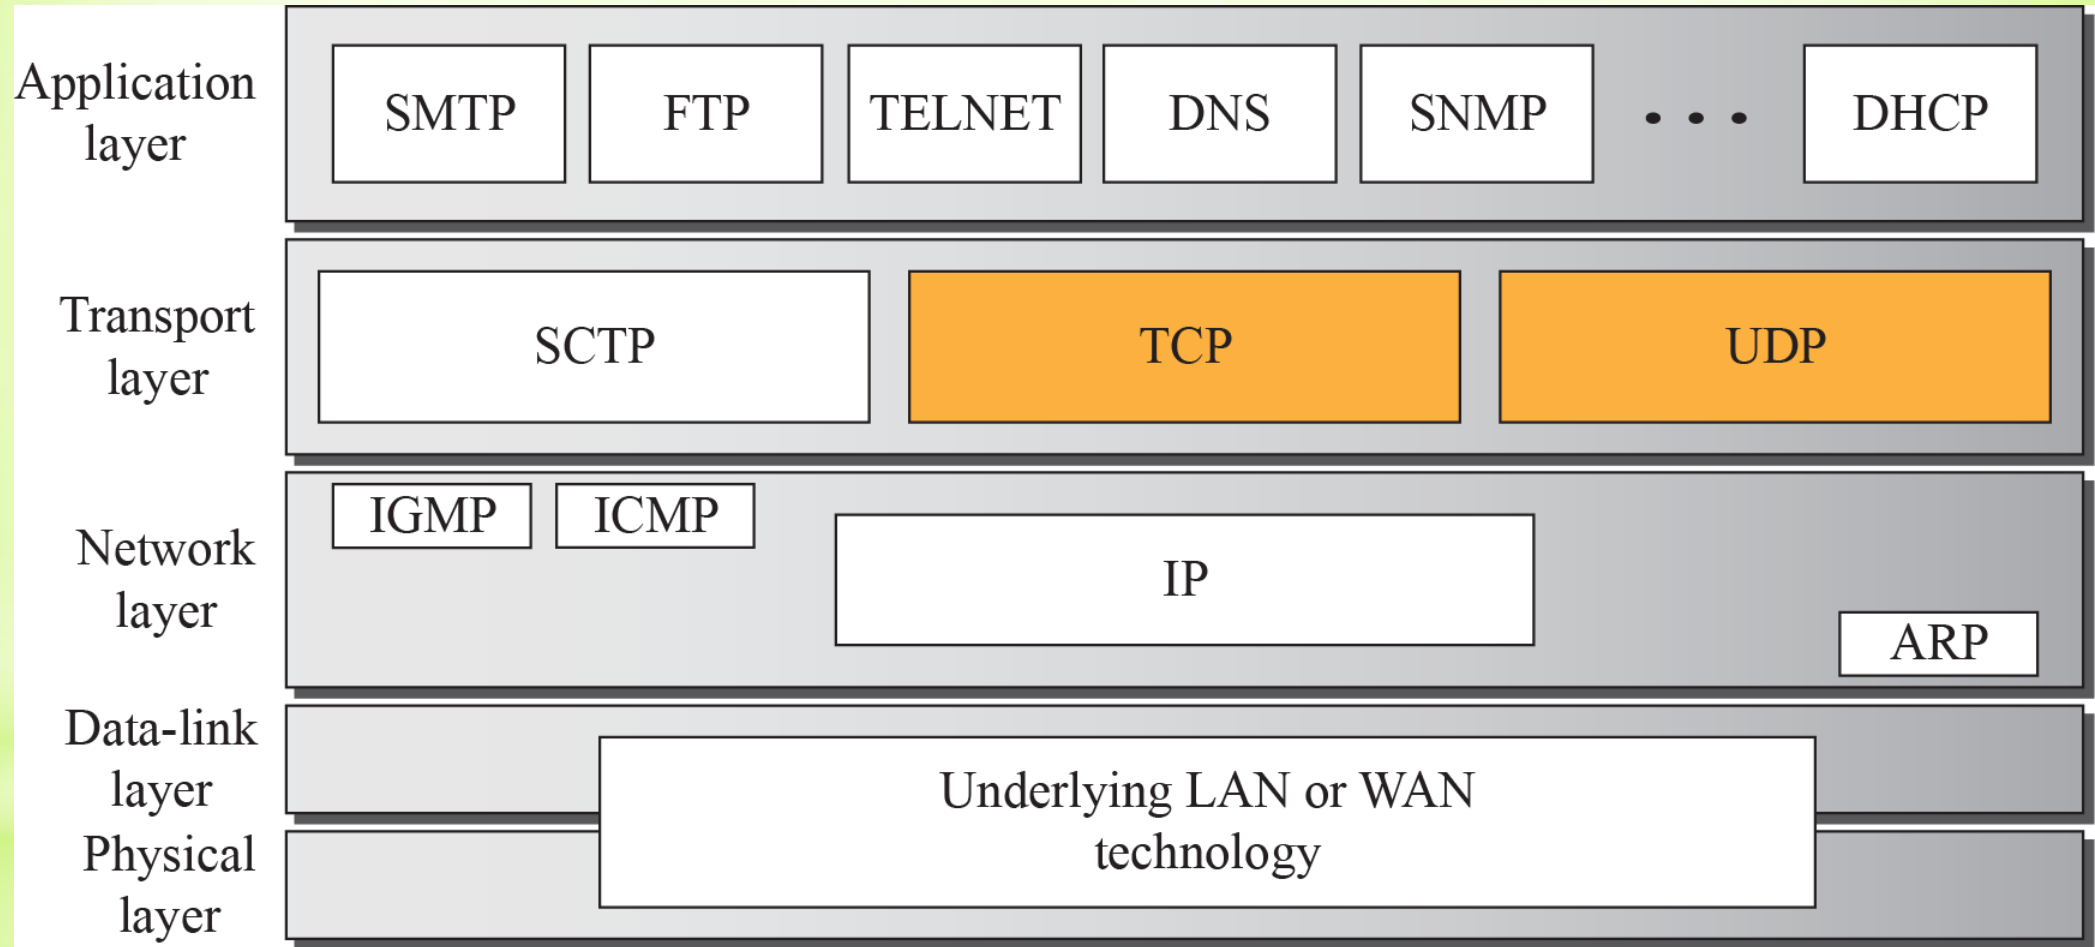 Application
layer
SMTP
FTP
TELNET
DNS
SNMP
. . .
DHCP
Transport
layer
SCTP
TCP
UDP
Network
layer
IGMP
ICMP
IP
ARP
Data-link
layer
Physical
layer
Underlying LAN or WAN
technology